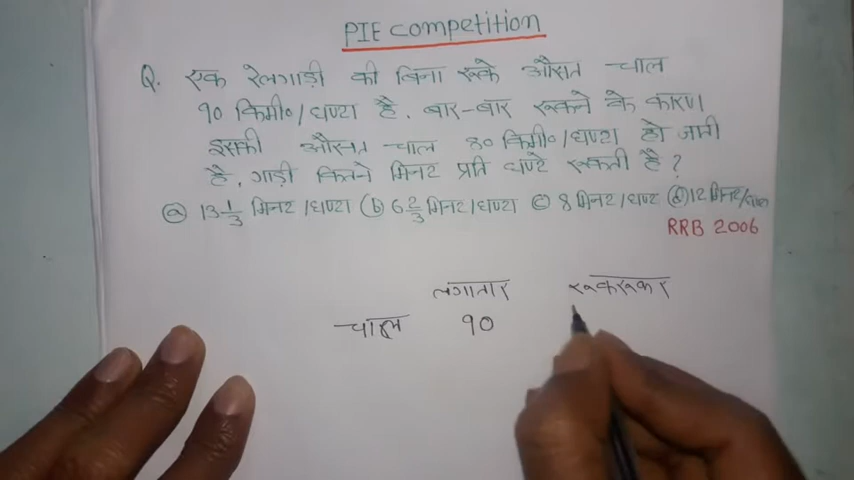 PIE competition
Q. एक रेलगाड़ी की बिना रूके औसत चाल
90 किमी०/घण्टा है. बार-बार रूकने के कारण
इसकी औसत चाल 80 किमी०/घण्टा हो जाती
है. गाड़ी कितने मिनट प्रति घण्टे रूकती है ?
(a) 13 1/3 मिनट/घण्टा (b) 6 2/3 मिनट/घण्टा (c) 8 मिनट/घण्ट (d) 12 मिनट/घण्टा
RRB 2006
लगातार रूकरूकर
चाल 90